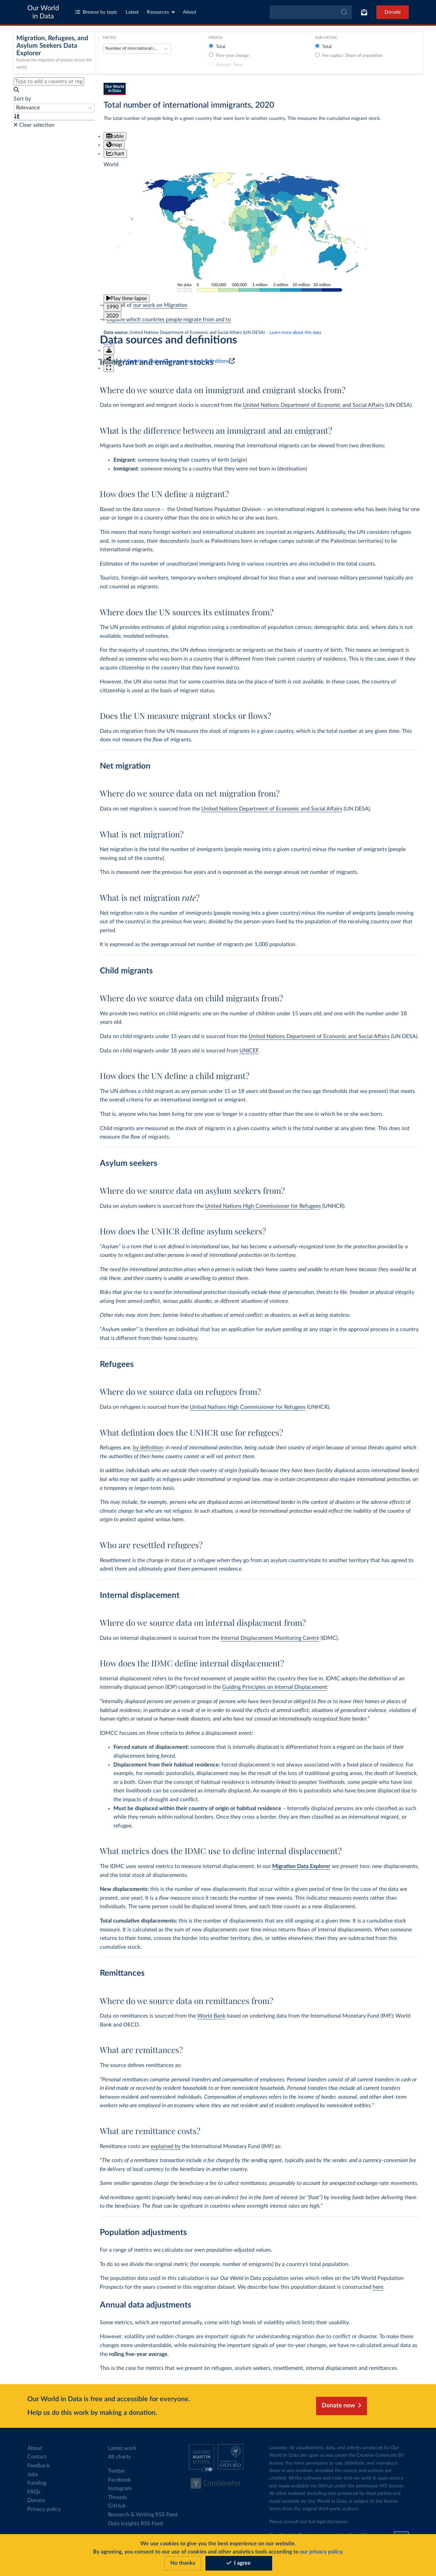 Our World
in Data
Browse by topic
Latest
Resources
About
Donate
Migration, Refugees, and
Asylum Seekers Data
Explorer
Explore the migration of people across the
world.
METRIC
Number of international i...
PERIOD
Total
Five-year change
Annual / New
SUB-METRIC
Total
Per capita / Share of population
Type to add a country or reg
Sort by
Relevance
Clear selection
Our World
in Data
Total number of international immigrants, 2020
The total number of people living in a given country that were born in another country. This measures the cumulative migrant stock.
table
map
chart
World
No data
0
100,000
300,000
1 million
3 million
10 million
30 million
Play time-lapse
1990
2020
of our work on Migration
Explore which countries people migrate from and to
Data source: United Nations Department of Economic and Social Affairs (UN DESA) – Learn more about this data
Data sources and definitions
Immigrant and emigrant stocks
Where do we source data on immigrant and emigrant stocks from?
Data on immigrant and emigrant stocks is sourced from the United Nations Department of Economic and Social Affairs (UN DESA).
What is the difference between an immigrant and an emigrant?
Migrants have both an origin and a destination, meaning that international migrants can be viewed from two directions:
Emigrant: someone leaving their country of birth (origin)
Immigrant: someone moving to a country that they were not born in (destination)
How does the UN define a migrant?
Based on the data source – the United Nations Population Division – an international migrant is someone who has been living for one
year or longer in a country other than the one in which he or she was born.
This means that many foreign workers and international students are counted as migrants. Additionally, the UN considers refugees
and, in some cases, their descendants (such as Palestinians born in refugee camps outside of the Palestinian territories) to be
international migrants.
Estimates of the number of unauthorized immigrants living in various countries are also included in the total counts.
Tourists, foreign-aid workers, temporary workers employed abroad for less than a year and overseas military personnel typically are
not counted as migrants.
Where does the UN sources its estimates from?
The UN provides estimates of global migration using a combination of population census; demographic data; and, where data is not
available, modeled estimates.
For the majority of countries, the UN defines immigrants or emigrants on the basis of country of birth. This means an immigrant is
defined as someone who was born in a country that is different from their current country of residence. This is the case, even if they
acquire citizenship in the country that they have moved to.
However, the UN also notes that for some countries data on the place of birth is not available. In these cases, the country of
citizenship is used as the basis of migrant status.
Does the UN measure migrant stocks or flows?
Data on migration from the UN measures the stock of migrants in a given country, which is the total number at any given time. This
does not measure the flow of migrants.
Net migration
Where do we source data on net migration from?
Data on net migration is sourced from the United Nations Department of Economic and Social Affairs (UN DESA).
What is net migration?
Net migration is the total the number of immigrants (people moving into a given country) minus the number of emigrants (people
moving out of the country).
This is measured over the previous five years and is expressed as the average annual net number of migrants.
What is net migration rate?
Net migration rate the number of immigrants (people moving into a given country) minus the number of emigrants (people moving
out of the country) in the previous five years, divided by the person-years lived by the population of the receiving country over that
period.
It is expressed as the average annual net number of migrants per 1,000 population.
Child migrants
Where do we source data on child migrants from?
We provide two metrics on child migrants: one on the number of children under 15 years old; and one with the number under 18
years old.
Data on child migrants under 15 years old is sourced from the United Nations Department of Economic and Social Affairs (UN DESA).
Data on child migrants under 18 years old is sourced from UNICEF.
How does the UN define a child migrant?
The UN defines a child migrant as any person under 15 or 18 years old (based on the two age thresholds that we present) that meets
the overall criteria for an international immigrant or emigrant.
That is, anyone who has been living for one year or longer in a country other than the one in which he or she was born.
Child migrants are measured as the stock of migrants in a given country, which is the total number at any given time. This does not
measure the flow of migrants.
Asylum seekers
Where do we source data on asylum seekers from?
Data on asylum seekers is sourced from the United Nations High Commissioner for Refugees (UNHCR).
How does the UNHCR define asylum seekers?
"Asylum" is a term that is not defined in international law, but has become a universally-recognized term for the protection provided by a
country to refugees and other persons in need of international protection on its territory.
The need for international protection arises when a person is outside their home country and unable to return home because they would be at
risk there, and their country is unable or unwilling to protect them.
Risks that give rise to a need for international protection classically include those of persecution, threats to life, freedom or physical integrity
arising from armed conflict, serious public disorder, or different situations of violence.
Other risks may stem from: famine linked to situations of armed conflict; or disasters; as well as being stateless.
"Asylum seeker" is therefore an individual that has an application for asylum pending at any stage in the approval process in a country
that is different from their home country.
Refugees
Where do we source data on refugees from?
Data on refugees is sourced from the United Nations High Commissioner for Refugees (UNHCR).
What defintion does the UNHCR use for refugees?
Refugees are, by definition: in need of international protection, being outside their country of origin because of serious threats against which
the authorities of their home country cannot or will not protect them.
In addition, individuals who are outside their country of origin (typically because they have been forcibly displaced across international borders)
but who may not qualify as refugees under international or regional law, may in certain circumstances also require international protection, on
a temporary or longer-term basis.
This may include, for example, persons who are displaced across an international border in the context of disasters or the adverse effects of
climate change but who are not refugees. In such situations, a need for international protection would reflect the inability of the country of
origin to protect against serious harm.
Who are resettled refugees?
Resettlement is the change in status of a refugee when they go from an asylum country/state to another territory that has agreed to
admit them and ultimately grant them permanent residence.
Internal displacement
Where do we source data on internal displacment from?
Data on internal displacement is sourced from the Internal Displacement Monitoring Centre (IDMC).
How does the IDMC define internal displacement?
Internal displacement refers to the forced movement of people within the country they live in. IDMC adopts the definition of an
internally displaced person (IDP) categorized in the Guiding Principles on Internal Displacement:
"Internally displaced persons are persons or groups of persons who have been forced or obliged to flee or to leave their homes or places of
habitual residence, in particular as a result of or in order to avoid the effects of armed conflict, situations of generalized violence, violations of
human rights or natural or human-made disasters, and who have not crossed an internationally recognized State border."
IDMCC focuses on three criteria to define a displacement event:
Forced nature of displacement: someone that is internally displaced is differentiated from a migrant on the basis of their
displacement being forced.
Displacement from their habitual residence: forced displacement is not always associated with a fixed place of residence. For
example, for nomadic pastoralists, displacement may be the result of the loss of traditional grazing areas, the death of livestock,
or a both. Given that the concept of habitual residence is intimately linked to peoples' livelihoods, some people who have lost
their livelihoods can be considered as internally displaced. An example of this is pastoralists who have become displaced due to
the impacts of drought and conflict.
Must be displaced within their country of origin or habitual residence – Internally displaced persons are only classified as such
while they remain within national borders. Once they cross a border, they are then classified as an international migrant, or
refugee.
What metrics does the IDMC use to define internal displacement?
The IDMC uses several metrics to measure internal displacement. In our Migration Data Explorer we present two: new displacements,
and the total stock of displacements.
New displacements: this is the number of new displacements that occur within a given period of time (in the case of the data we
present, one year). It is a flow measure since it records the number of new events. This indicator measures events rather than
individuals. The same person could be displaced several times, and each time counts as a new displacement.
Total cumulative displacements: this is the number of displacements that are still ongoing at a given time. It is a cumulative stock
measure. It is calculated as the sum of new displacements over time minus returns flows of internal displacements. When someone
returns to their home, crosses the border into another territory, dies, or settles elsewhere, then they are subtracted from this
cumulative stock.
Remittances
Where do we source data on remittances from?
Data on remittances is sourced from the World Bank based on underlying data from the International Monetary Fund (IMF); World
Bank and OECD.
What are remittances?
The source defines remittances as:
"Personal remittances comprise personal transfers and compensation of employees. Personal transfers consist of all current transfers in cash or
in kind made or received by resident households to or from nonresident households. Personal transfers thus include all current transfers
between resident and nonresident individuals. Compensation of employees refers to the income of border, seasonal, and other short-term
workers who are employed in an economy where they are not resident and of residents employed by nonresident entities."
What are remittance costs?
Remittance costs are explained by the International Monetary Fund (IMF) as:
"The costs of a remittance transaction include a fee charged by the sending agent, typically paid by the sender, and a currency-conversion fee
for delivery of local currency to the beneficiary in another country.
Some smaller operators charge the beneficiary a fee to collect remittances, presumably to account for unexpected exchange-rate movements.
And remittance agents (especially banks) may earn an indirect fee in the form of interest (or "float") by investing funds before delivering them
to the beneficiary. The float can be significant in countries where overnight interest rates are high."
Population adjustments
For a range of metrics we calculate our own population-adjusted values.
To do so we divide the original metric (for example, number of emigrants) by a country's total population.
The population data used in this calculation is our Our World in Data population series which relies on the UN World Population
Prospects for the years covered in this migration dataset. We describe how this population dataset is constructed here.
Annual data adjustments
Some metrics, which are reported annually, come with high levels of volatility which limits their usability.
However, volatility and sudden changes are important signals for understanding migration due to conflict or disaster. To make these
changes more understandable, while maintaining the important signals of year-to-year changes, we have re-calculated annual data as
the rolling five-year average.
This is the case for metrics that we present on refugees, asylum seekers, resettlement, internal displacement and remittances.
Our World in Data is free and accessible for everyone.
Help us do this work by making a donation.
Donate now
About
Contact
Feedback
Jobs
Funding
FAQs
Donate
Privacy policy
Latest work
All charts
Twitter
Facebook
Instagram
Threads
GitHub
Research & Writing RSS Feed
Data Insights RSS Feed
OXFORD
MARTIN
SCHOOL
UNIVERSITY OF
OXFORD
Y Combinator
Licenses: All visualizations, data, and articles produced by Our
World in Data are open access under the Creative Commons BY
license. You have permission to use, distribute, and reproduce
these in any medium, provided the source and authors are
credited. All the software and code that we write is open source
and made available via GitHub under the permissive MIT license.
All other material, including data produced by third parties and
made available by Our World in Data, is subject to the license
terms from the original third-party authors.
Please consult our full legal disclaimer.
We use cookies to give you the best experience on our website.
By agreeing, you consent to our use of cookies and other analytics tools according to our privacy policy.
No thanks
I agree